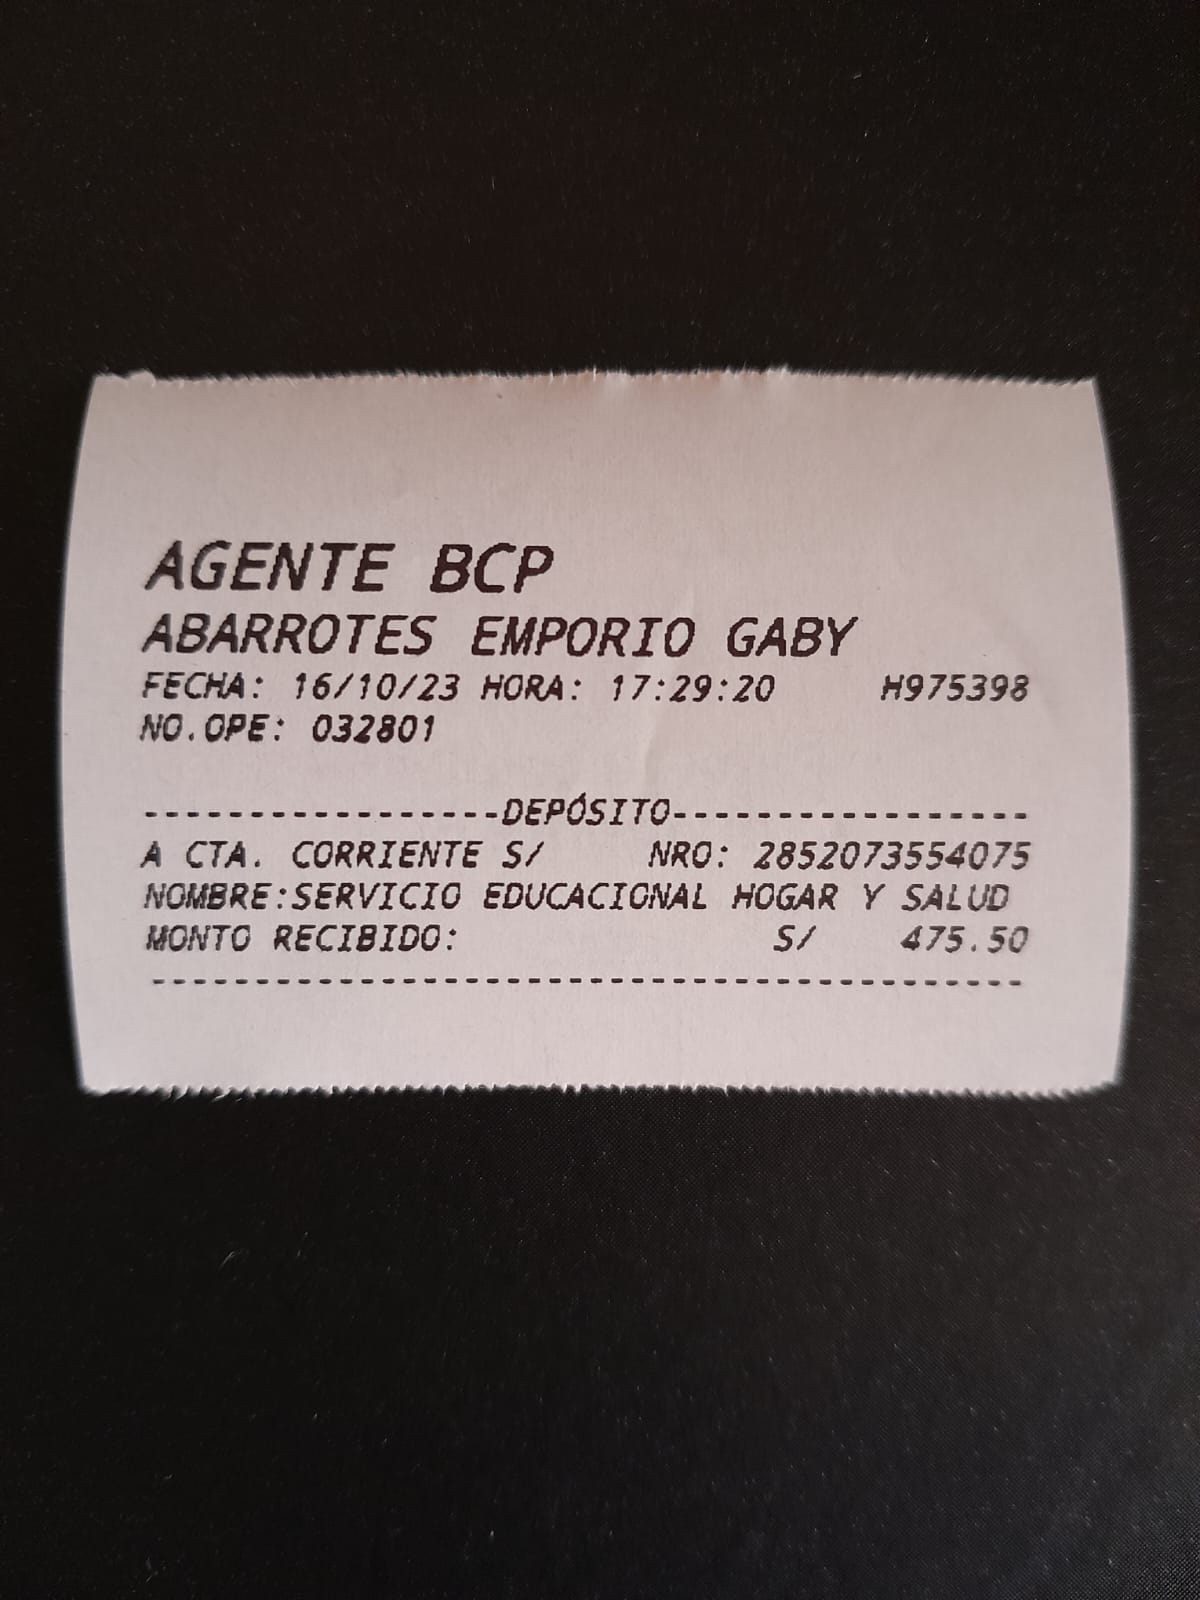 AGENTE BCP
ABARROTES EMPORIO GABY
FECHA: 16/10/23 HORA: 17:29:20 H975398
NO.OPE: 032801
-----------------DEPÓSITO-----------------
A CTA. CORRIENTE S/ NRO: 2852073554075
NOMBRE:SERVICIO EDUCACIONAL HOGAR Y SALUD
MONTO RECIBIDO: S/ 475.50
------------------------------------------